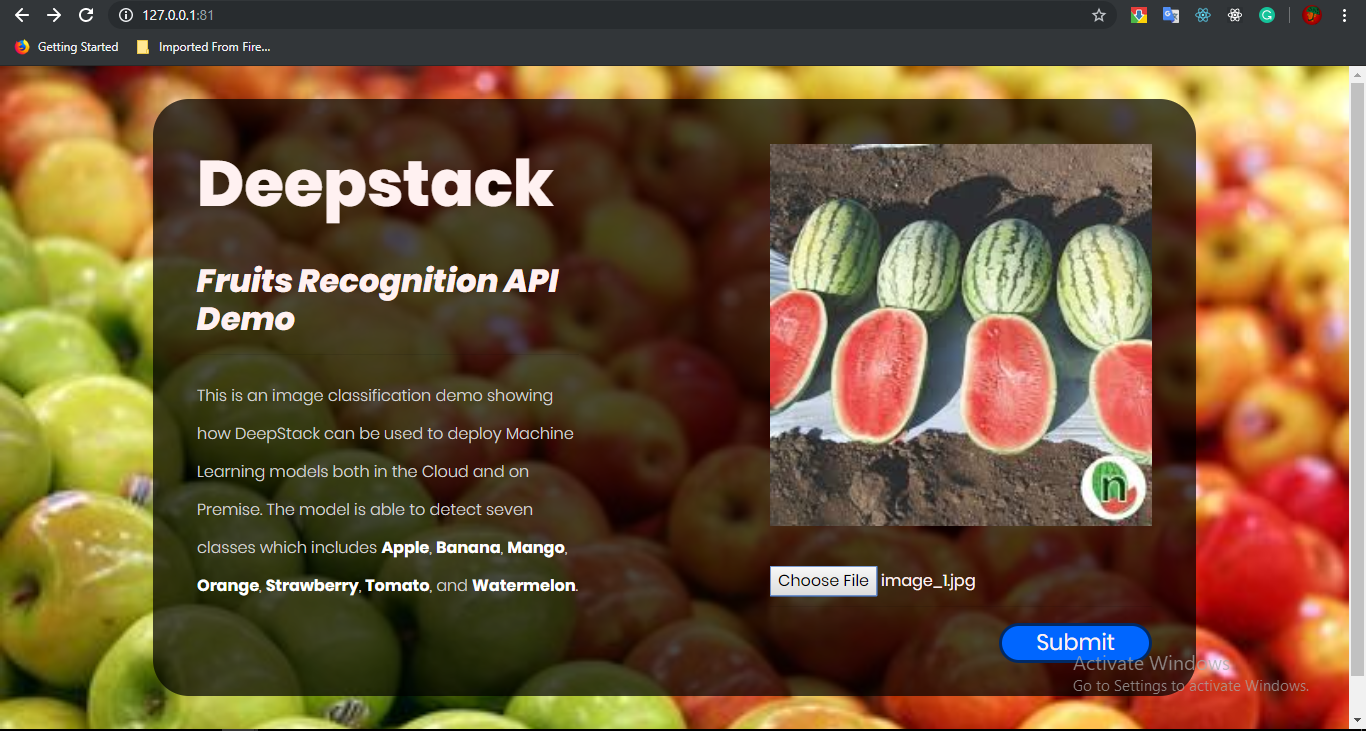 127.0.0.1:81
Getting Started
Imported From Fire...
Deepstack
Fruits Recognition API
Demo
This is an image classification demo showing
how DeepStack can be used to deploy Machine
Learning models both in the Cloud and on
Premise. The model is able to detect seven
classes which includes Apple, Banana, Mango,
Orange, Strawberry, Tomato, and Watermelon.
n
Choose File image_1.jpg
Submit
Activate Windows
Go to Settings to activate Windows.